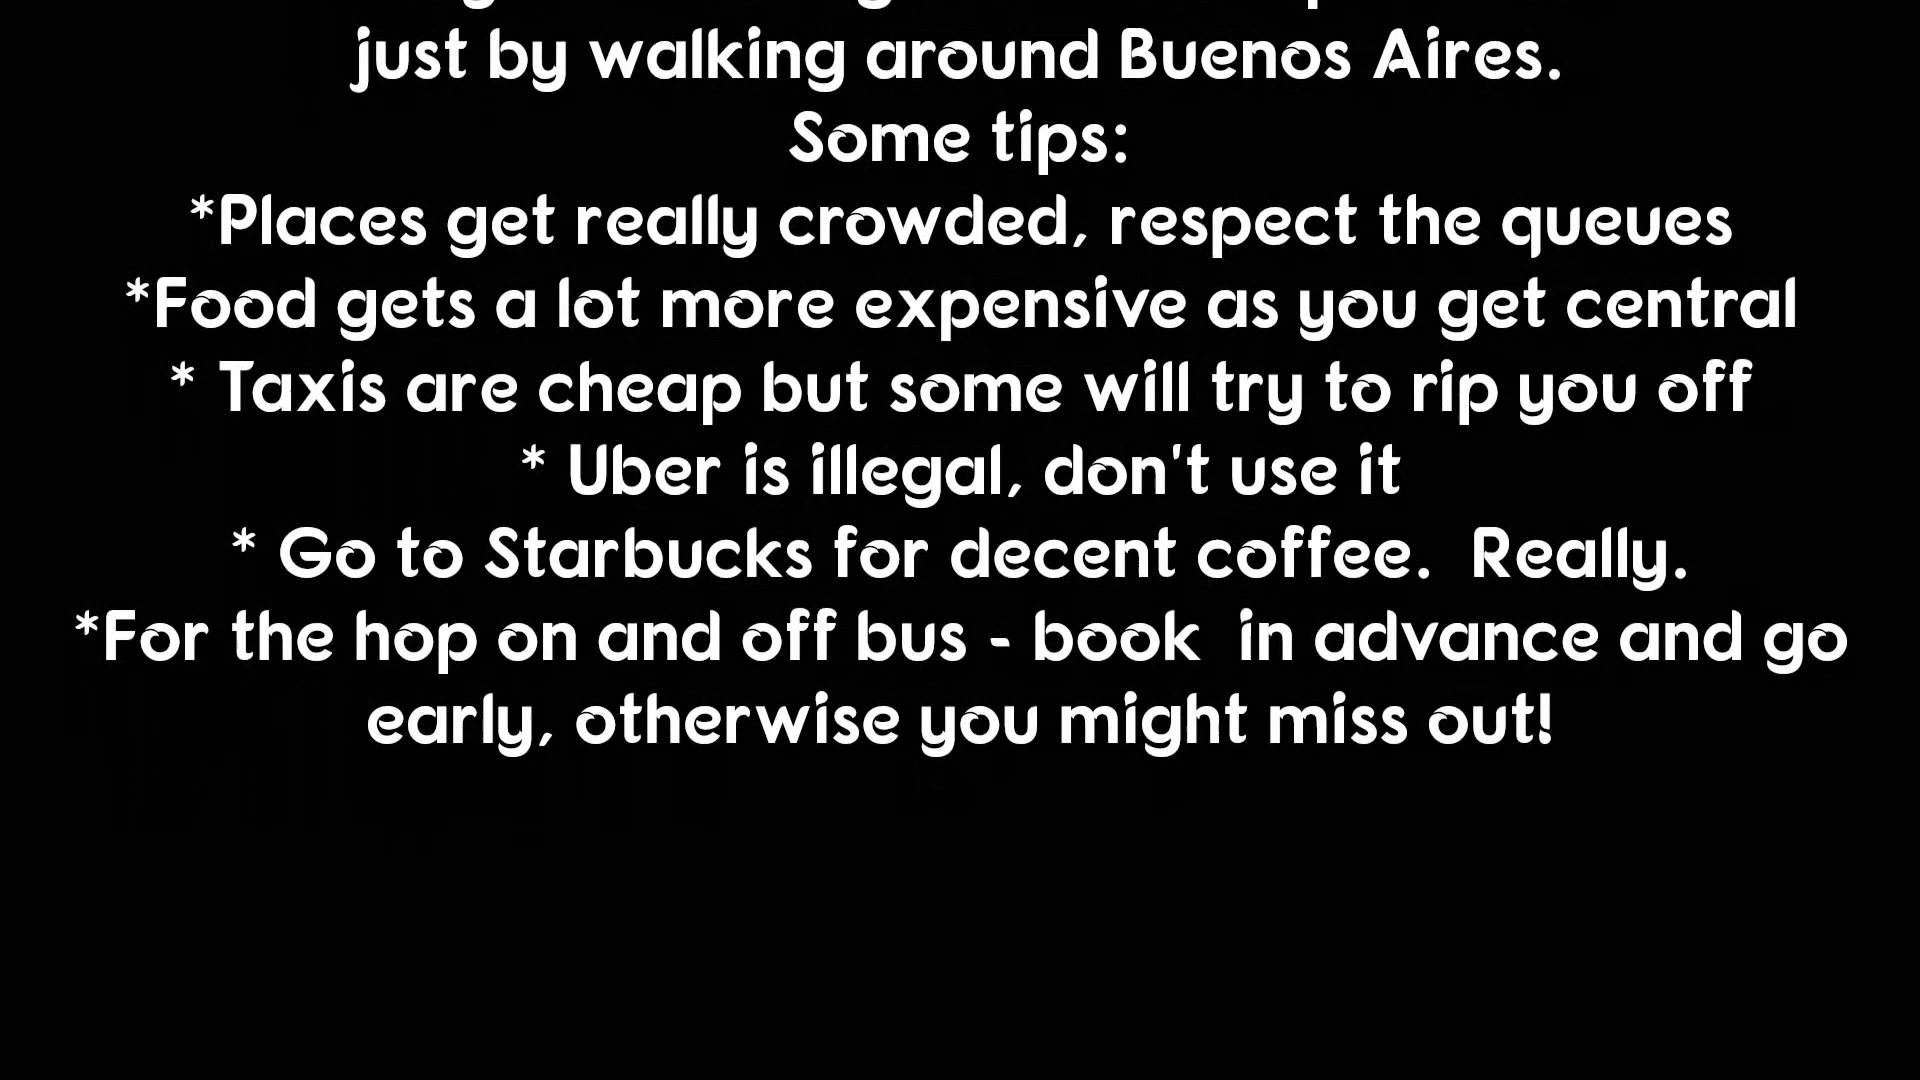 just by walking around Buenos Aires.
Some tips:
*Places get really crowded, respect the queues
*Food gets a lot more expensive as you get central
* Taxis are cheap but some will try to rip you off
* Uber is illegal, don't use it
* Go to Starbucks for decent coffee.  Really.
*For the hop on and off bus - book  in advance and go
early, otherwise you might miss out!